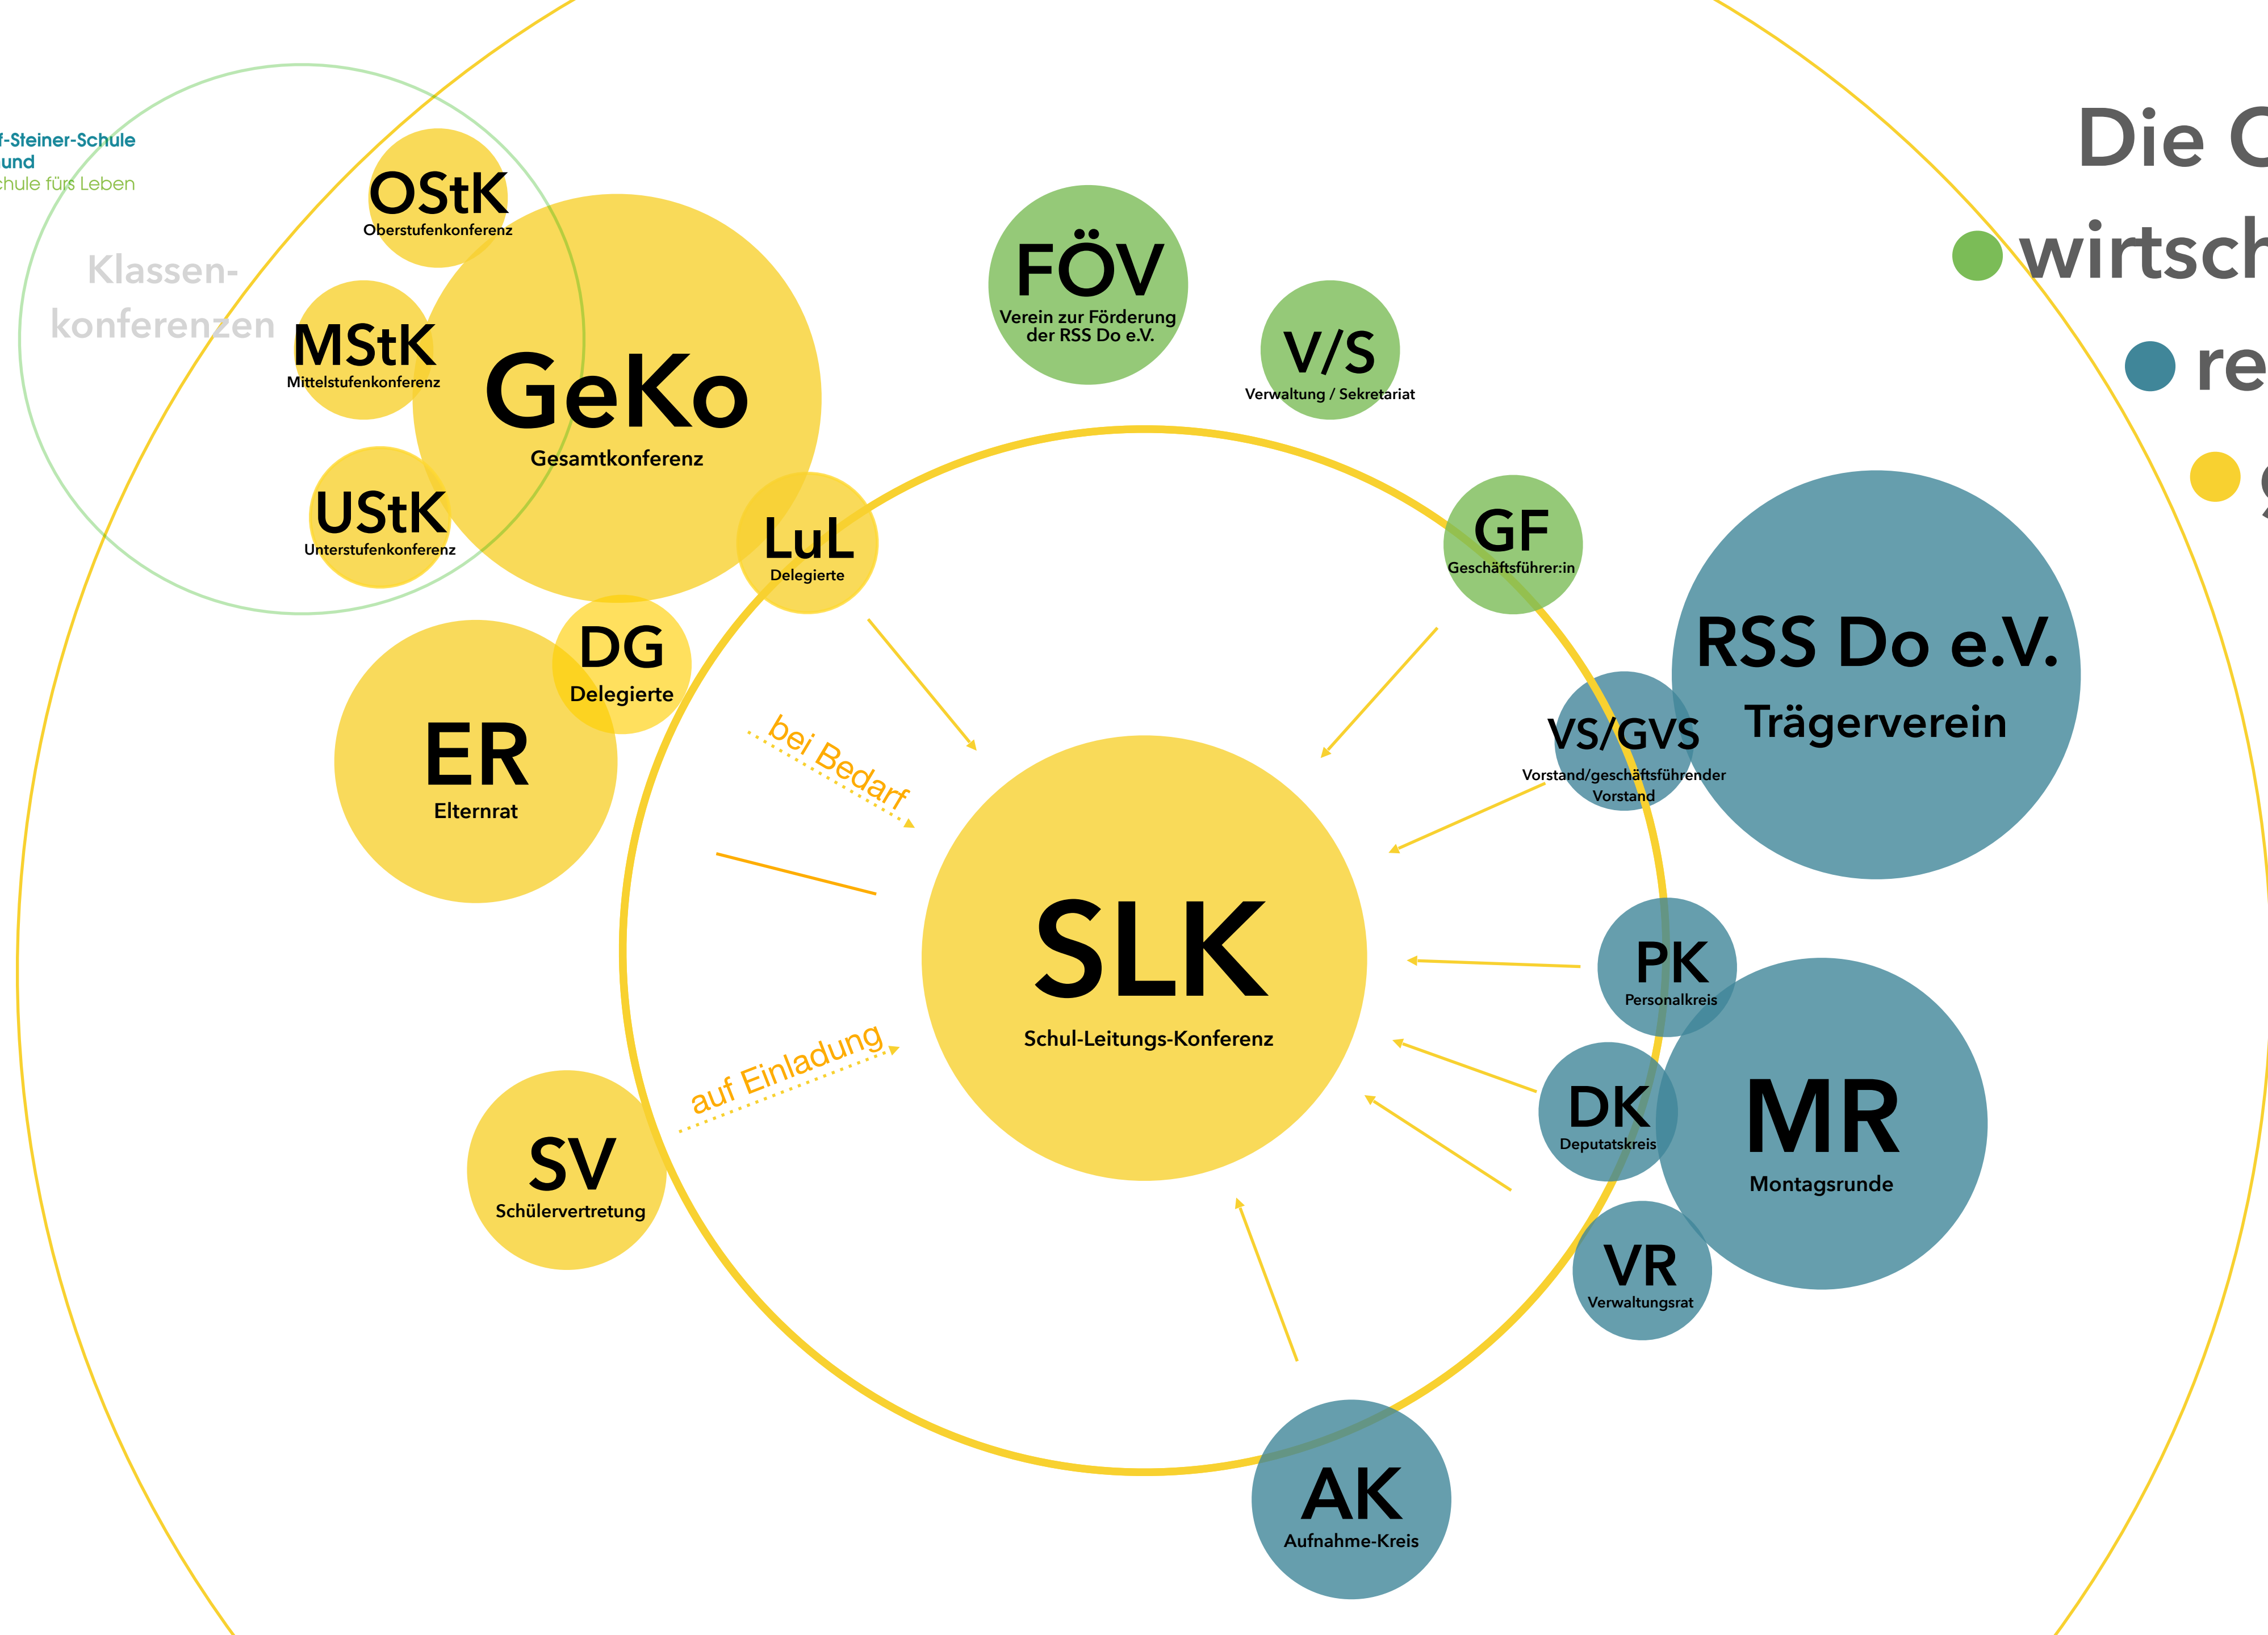 f-Steiner-Schule
und
chule fürs Leben
Die
wirtsch
re
Klassen-
konferenzen
OStK
Oberstufenkonferenz
MStK
Mittelstufenkonferenz
UStK
Unterstufenkonferenz
GeKo
Gesamtkonferenz
LuL
Delegierte
DG
Delegierte
ER
Elternrat
SV
Schülervertretung
FÖV
Verein zur Förderung
der RSS Do e.V.
V/S
Verwaltung / Sekretariat
GF
Geschäftsführer:in
RSS Do e.V.
Trägerverein
VS/GVS
Vorstand/geschäftsführender
Vorstand
bei Bedarf
auf Einladung
SLK
Schul-Leitungs-Konferenz
PK
Personalkreis
DK
Deputatskreis
MR
Montagsrunde
VR
Verwaltungsrat
AK
Aufnahme-Kreis